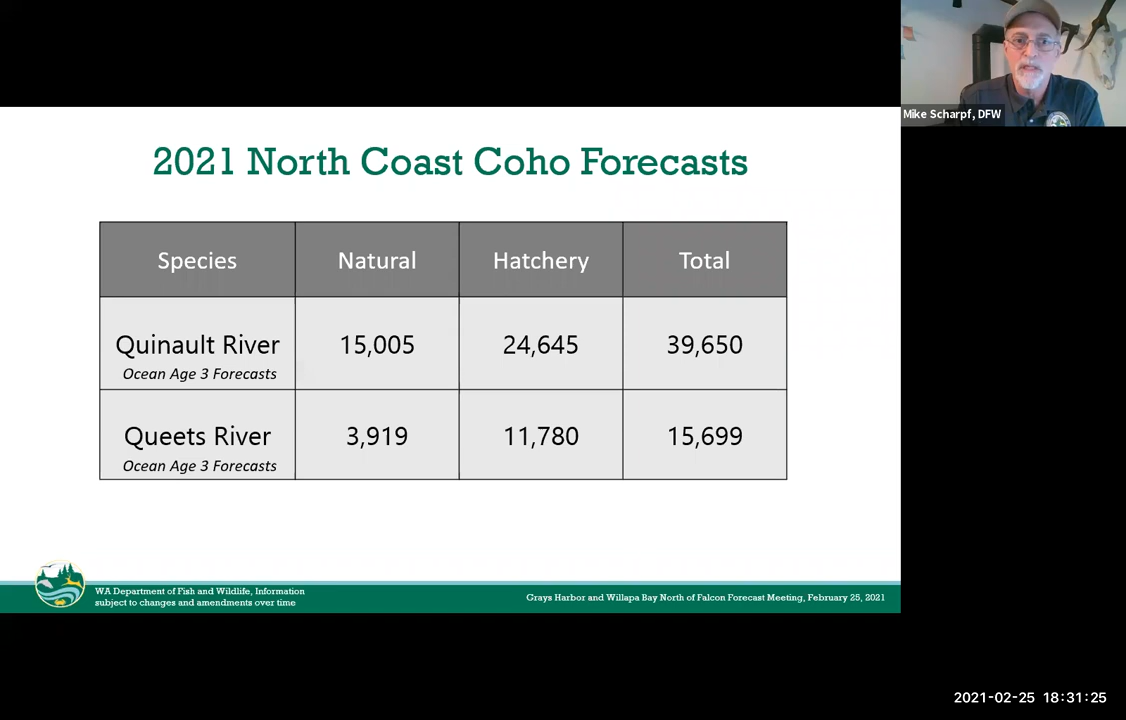 Mike Scharpf, DFW
2021 North Coast Coho Forecasts
Species Natural Hatchery Total
Quinault River 15,005 24,645 39,650
Ocean Age 3 Forecasts
Queets River 3,919 11,780 15,699
Ocean Age 3 Forecasts
WA Department of Fish and Wildlife, Information
subject to changes and amendments over time
Grays Harbor and Willapa Bay North of Falcon Forecast Meeting, February 25, 2021
2021-02-25 18:31:25